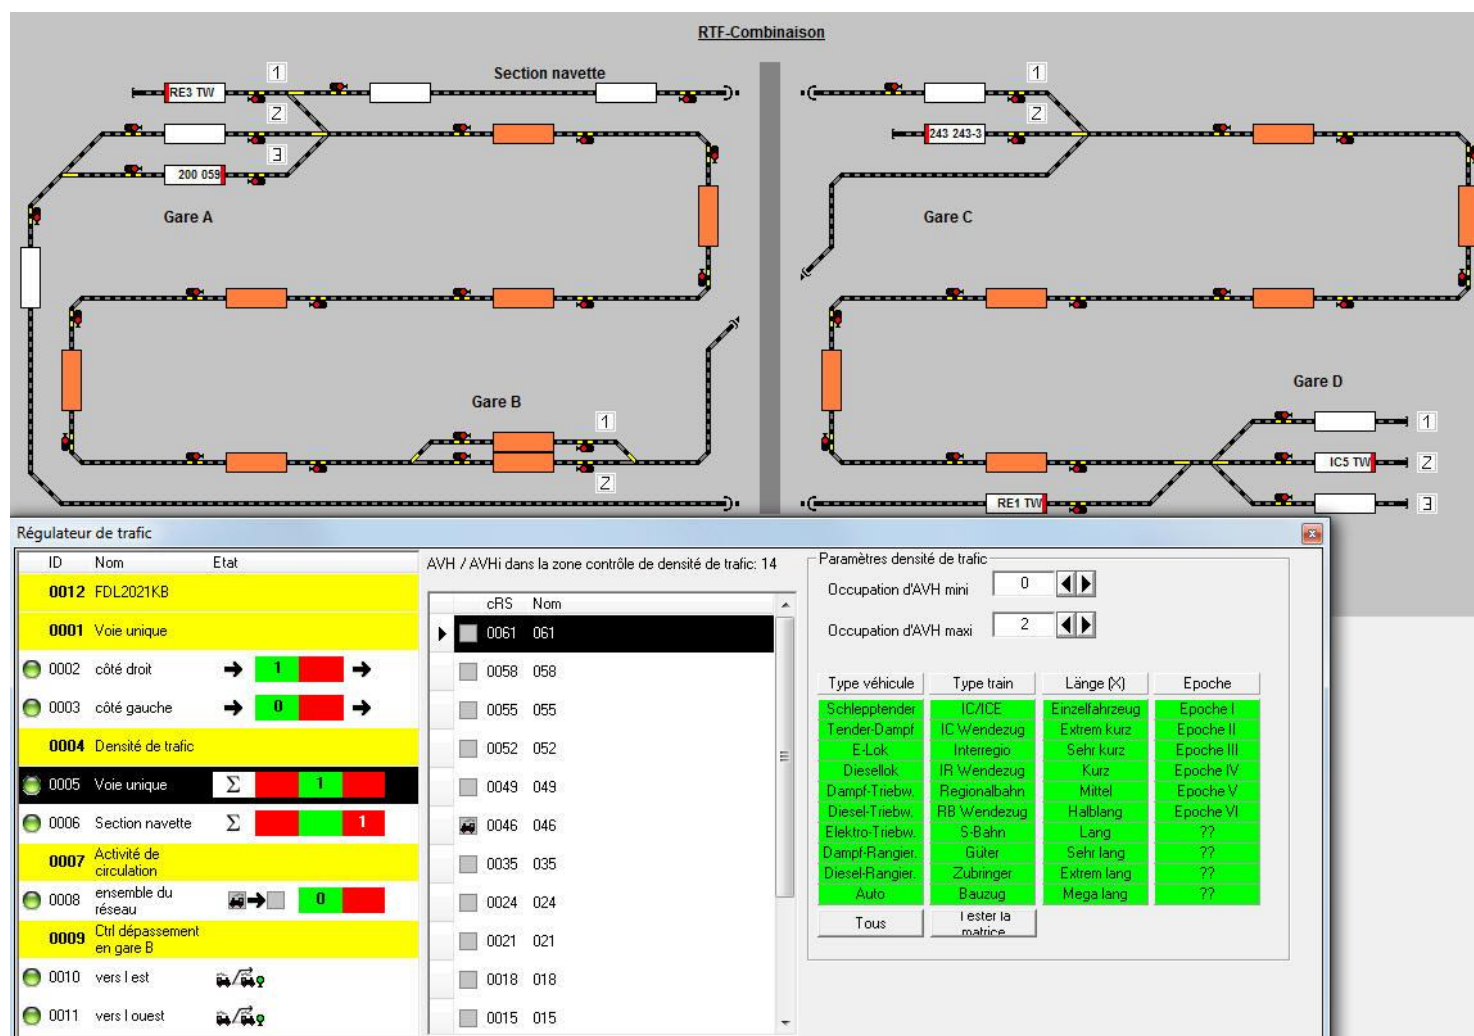 RTF-Combinaison
Section navette
1
RE3 TW
2
3
200 059
Gare A
1
2
243 243-3
Gare C
Gare B
1
2
Gare D
1
IC5 TW
2
RE1 TW
3
Régulateur de trafic
ID Nom Etat
0012 FDL2021KB
0001 Voie unique
0002 côté droit 1
0003 côté gauche 0
0004 Densité de trafic
0005 Voie unique Σ 1
0006 Section navette Σ 1
0007 Activité de
circulation
0008 ensemble du
réseau 0
0009 Ctrl dépassement
en gare B
0010 vers l est
0011 vers l ouest
AVH / AVHi dans la zone contrôle de densité de trafic: 14
cRS Nom
0061 061
0058 058
0055 055
0052 052
0049 049
0046 046
0035 035
0024 024
0021 021
0018 018
0015 015
Paramètres densité de trafic
Occupation d'AVH mini 0
Occupation d'AVH maxi 2
Type véhicule Type train Länge (X) Epoche
Schlepptender IC/ICE Einzelfahrzeug Epoche I
Tender-Dampf IC Wendezug Extrem kurz Epoche II
E-Lok Interregio Sehr kurz Epoche III
Diesellok IR Wendezug Kurz Epoche IV
Dampf-Triebw. Regionalbahn Mittel Epoche V
Diesel-Triebw. RB Wendezug Halblang Epoche VI
Elektro-Triebw. S-Bahn Lang ??
Dampf-Rangier. Güter Sehr lang ??
Diesel-Rangier. Zubringer Extrem lang ??
Auto Bauzug Mega lang ??
Tous Tester la
matrice